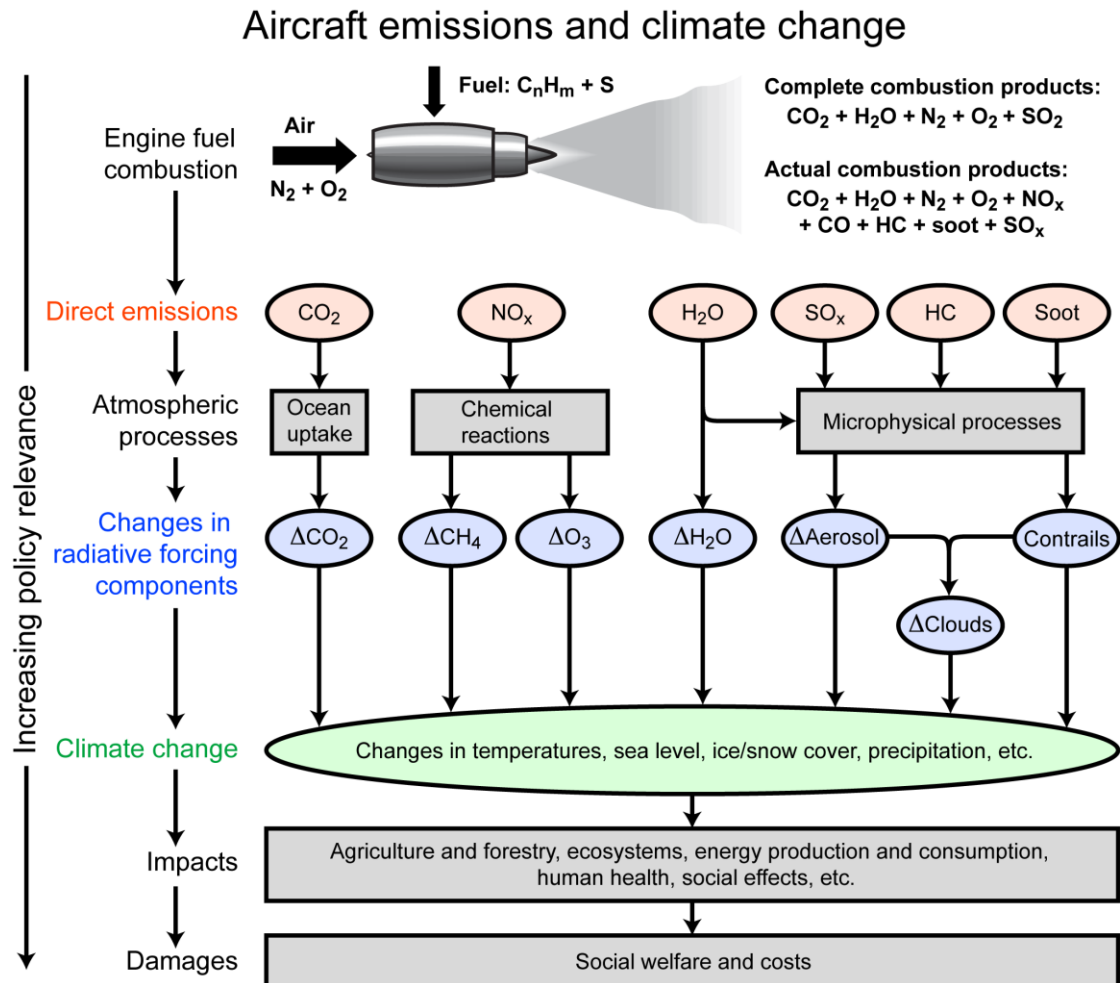 Aircraft emissions and climate change
Increasing policy relevance
Engine fuel
combustion
Air
N₂ + O₂
Fuel: CₙHₘ + S
Complete combustion products:
CO₂ + H₂O + N₂ + O₂ + SO₂
Actual combustion products:
CO₂ + H₂O + N₂ + O₂ + NOₓ
+ CO + HC + soot + SOₓ
Direct emissions
CO₂
NOₓ
H₂O
SOₓ
HC
Soot
Atmospheric
processes
Ocean
uptake
Chemical
reactions
Microphysical processes
Changes in
radiative forcing
components
ΔCO₂
ΔCH₄
ΔO₃
ΔH₂O
ΔAerosol
Contrails
ΔClouds
Climate change
Changes in temperatures, sea level, ice/snow cover, precipitation, etc.
Impacts
Agriculture and forestry, ecosystems, energy production and consumption,
human health, social effects, etc.
Damages
Social welfare and costs